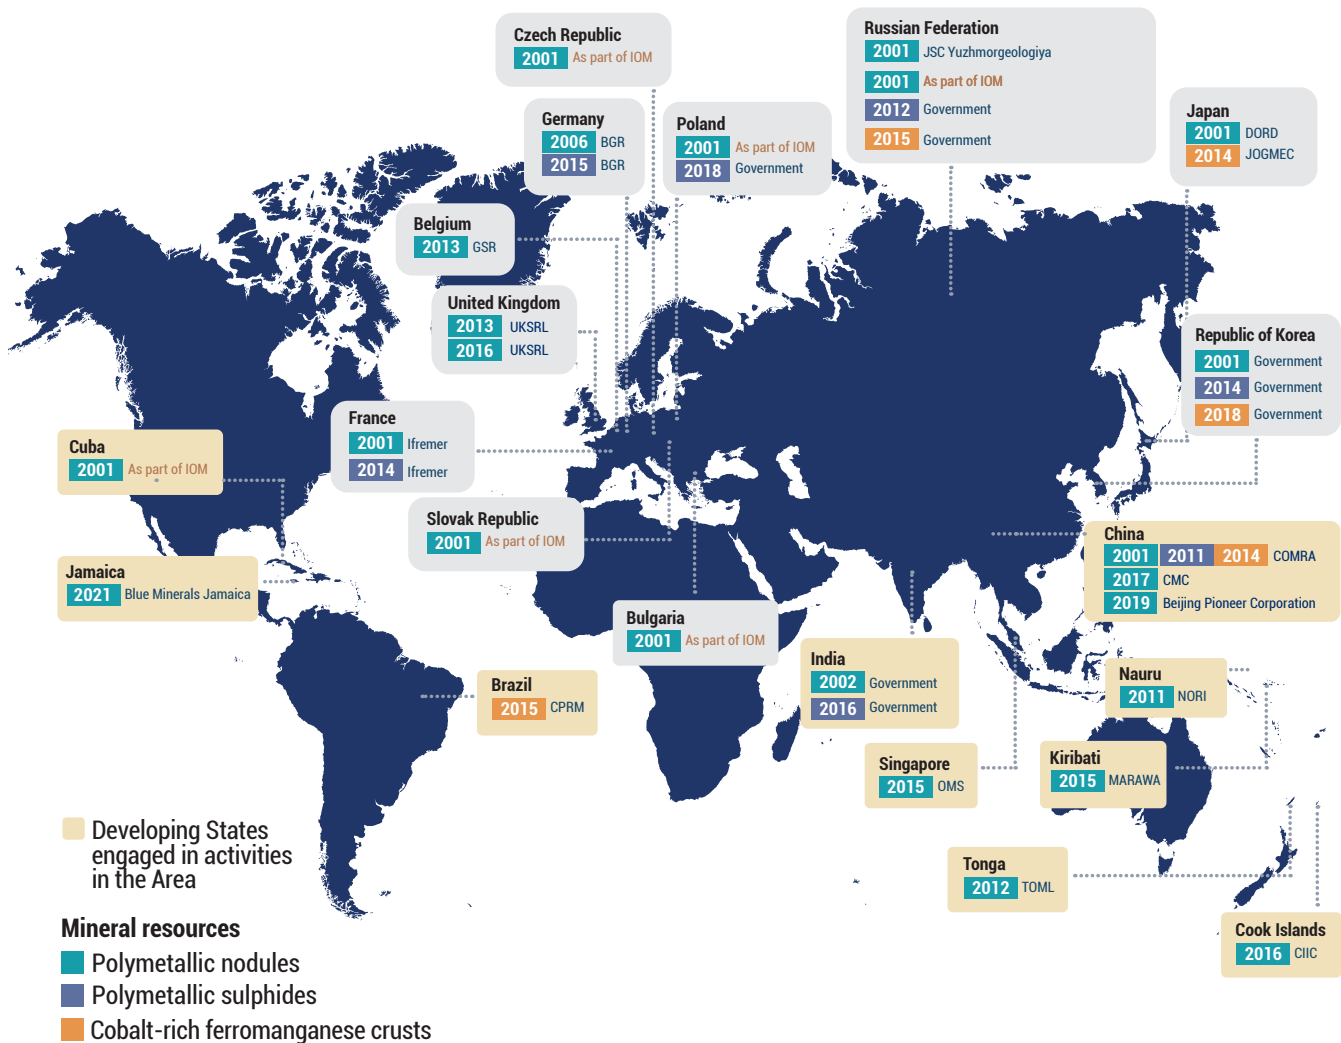 Czech Republic
2001 As part of IOM
Russian Federation
2001 JSC Yuzhmorgeologiya
2001 As part of IOM
2012 Government
2015 Government
Germany
2006 BGR
2015 BGR
Poland
2001 As part of IOM
2018 Government
Japan
2001 DORD
2014 JOGMEC
Belgium
2013 GSR
United Kingdom
2013 UKSRL
2016 UKSRL
Republic of Korea
2001 Government
2014 Government
2018 Government
France
2001 Ifremer
2014 Ifremer
Cuba
2001 As part of IOM
Slovak Republic
2001 As part of IOM
China
2001 2011 2014 COMRA
2017 CMC
2019 Beijing Pioneer Corporation
Jamaica
2021 Blue Minerals Jamaica
Bulgaria
2001 As part of IOM
India
2002 Government
2016 Government
Nauru
2011 NORI
Brazil
2015 CPRM
Singapore
2015 OMS
Kiribati
2015 MARAWA
Tonga
2012 TOML
Cook Islands
2016 CIIC
Developing States
engaged in activities
in the Area
Mineral resources
Polymetallic nodules
Polymetallic sulphides
Cobalt-rich ferromanganese crusts